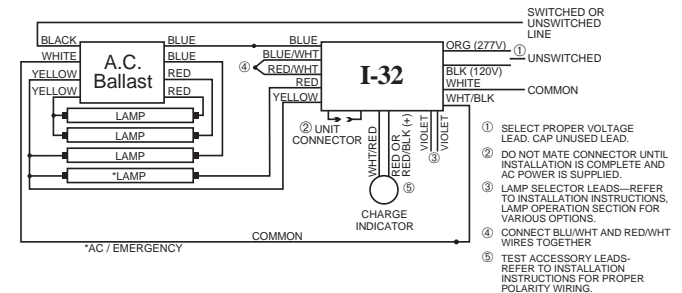 SWITCHED OR
UNSWITCHED
LINE
BLACK
BLUE
BLUE
ORG (277V)
①
WHITE
BLUE
BLUE/WHT
UNSWITCHED
A.C.
Ballast
④
I-32
YELLOW
RED
RED/WHT
BLK (120V)
RED
WHITE
COMMON
YELLOW
RED
YELLOW
WHT/BLK
LAMP
LAMP
LAMP
*LAMP
② UNIT
CONNECTOR
WHT/RED
RED OR
RED/BLK (+)
VIOLET
VIOLET
③
⑤
CHARGE
INDICATOR
COMMON
*AC / EMERGENCY
① SELECT PROPER VOLTAGE
LEAD. CAP UNUSED LEAD.
② DO NOT MATE CONNECTOR UNTIL
INSTALLATION IS COMPLETE AND
AC POWER IS SUPPLIED.
③ LAMP SELECTOR LEADS—REFER
TO INSTALLATION INSTRUCTIONS,
LAMP OPERATION SECTION FOR
VARIOUS OPTIONS.
④ CONNECT BLU/WHT AND RED/WHT
WIRES TOGETHER
⑤ TEST ACCESSORY LEADS-
REFER TO INSTALLATION
INSTRUCTIONS FOR PROPER
POLARITY WIRING.